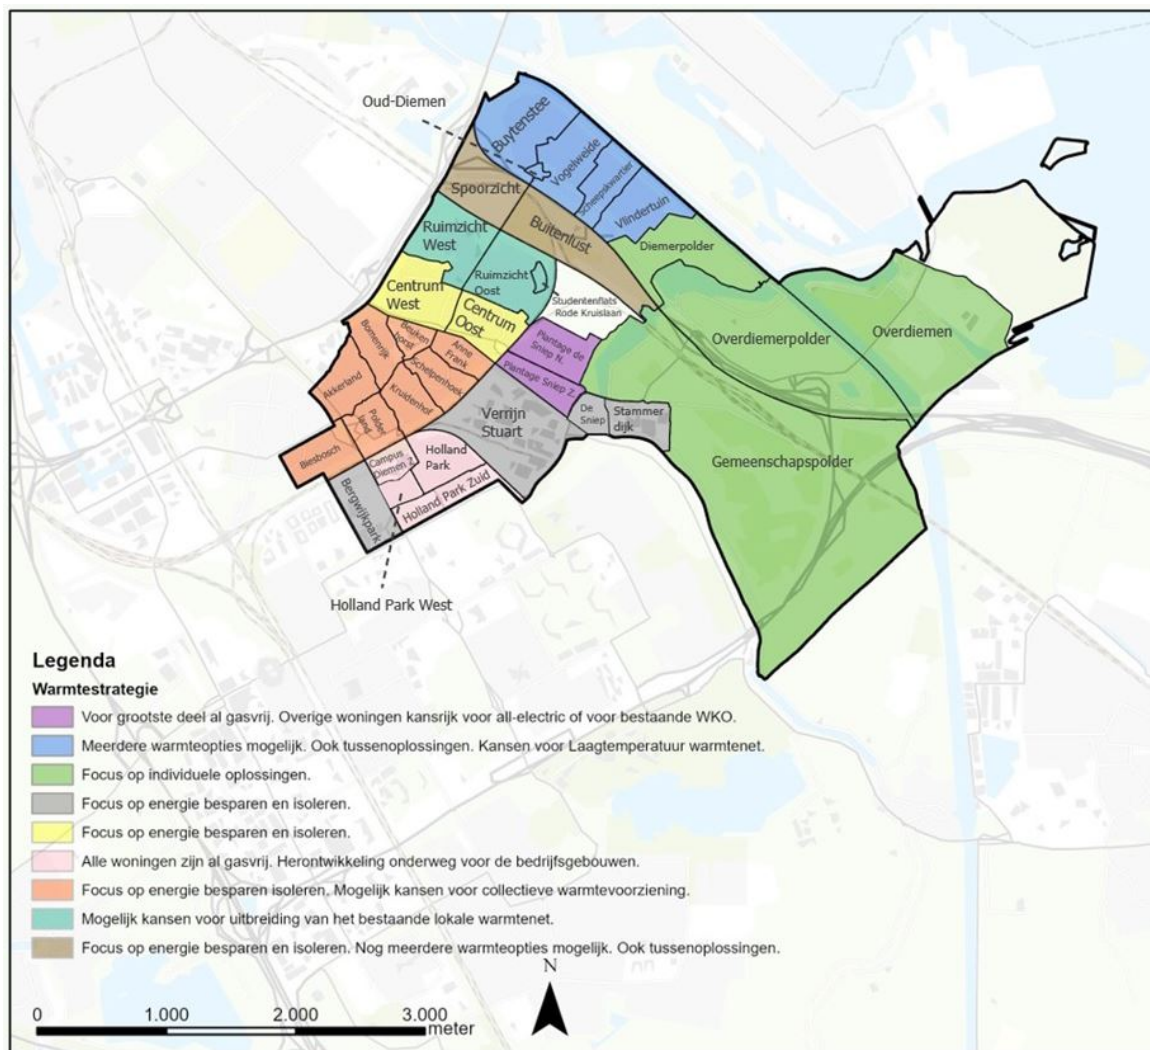 Oud-Diemen
Buytenstee
Vogelweide
Scheepskwartier
Vlindertuin
Spoorzicht
Buitenlust
Diemerpolder
Ruimzicht
West
Ruimzicht
Oost
Studentenflats
Rode Kruislaan
Centrum
West
Centrum
Oost
Overdiemerpolder
Overdiemen
Plantage de
Sniep N.
Plantage Sniep Z.
Bomenrijk
Beuken
horst
Anne
Frank
Schelpenhoek
Akkerland
Kruidenhof
Polder
land
Biesbosch
Verrijn
Stuart
De
Sniep
Stammer
dijk
Gemeenschapspolder
Campus
Diemen Z.
Holland
Park
Holland Park Zuid
Bergwijkpark
Holland Park West
Legenda
Warmtestrategie
Voor grootste deel al gasvrij. Overige woningen kansrijk voor all-electric of voor bestaande WKO.
Meerdere warmteopties mogelijk. Ook tussenoplossingen. Kansen voor Laagtemperatuur warmtenet.
Focus op individuele oplossingen.
Focus op energie besparen en isoleren.
Focus op energie besparen en isoleren.
Alle woningen zijn al gasvrij. Herontwikkeling onderweg voor de bedrijfsgebouwen.
Focus op energie besparen isoleren. Mogelijk kansen voor collectieve warmtevoorziening.
Mogelijk kansen voor uitbreiding van het bestaande lokale warmtenet.
Focus op energie besparen en isoleren. Nog meerdere warmteopties mogelijk. Ook tussenoplossingen.
N
0 1.000 2.000 3.000
meter